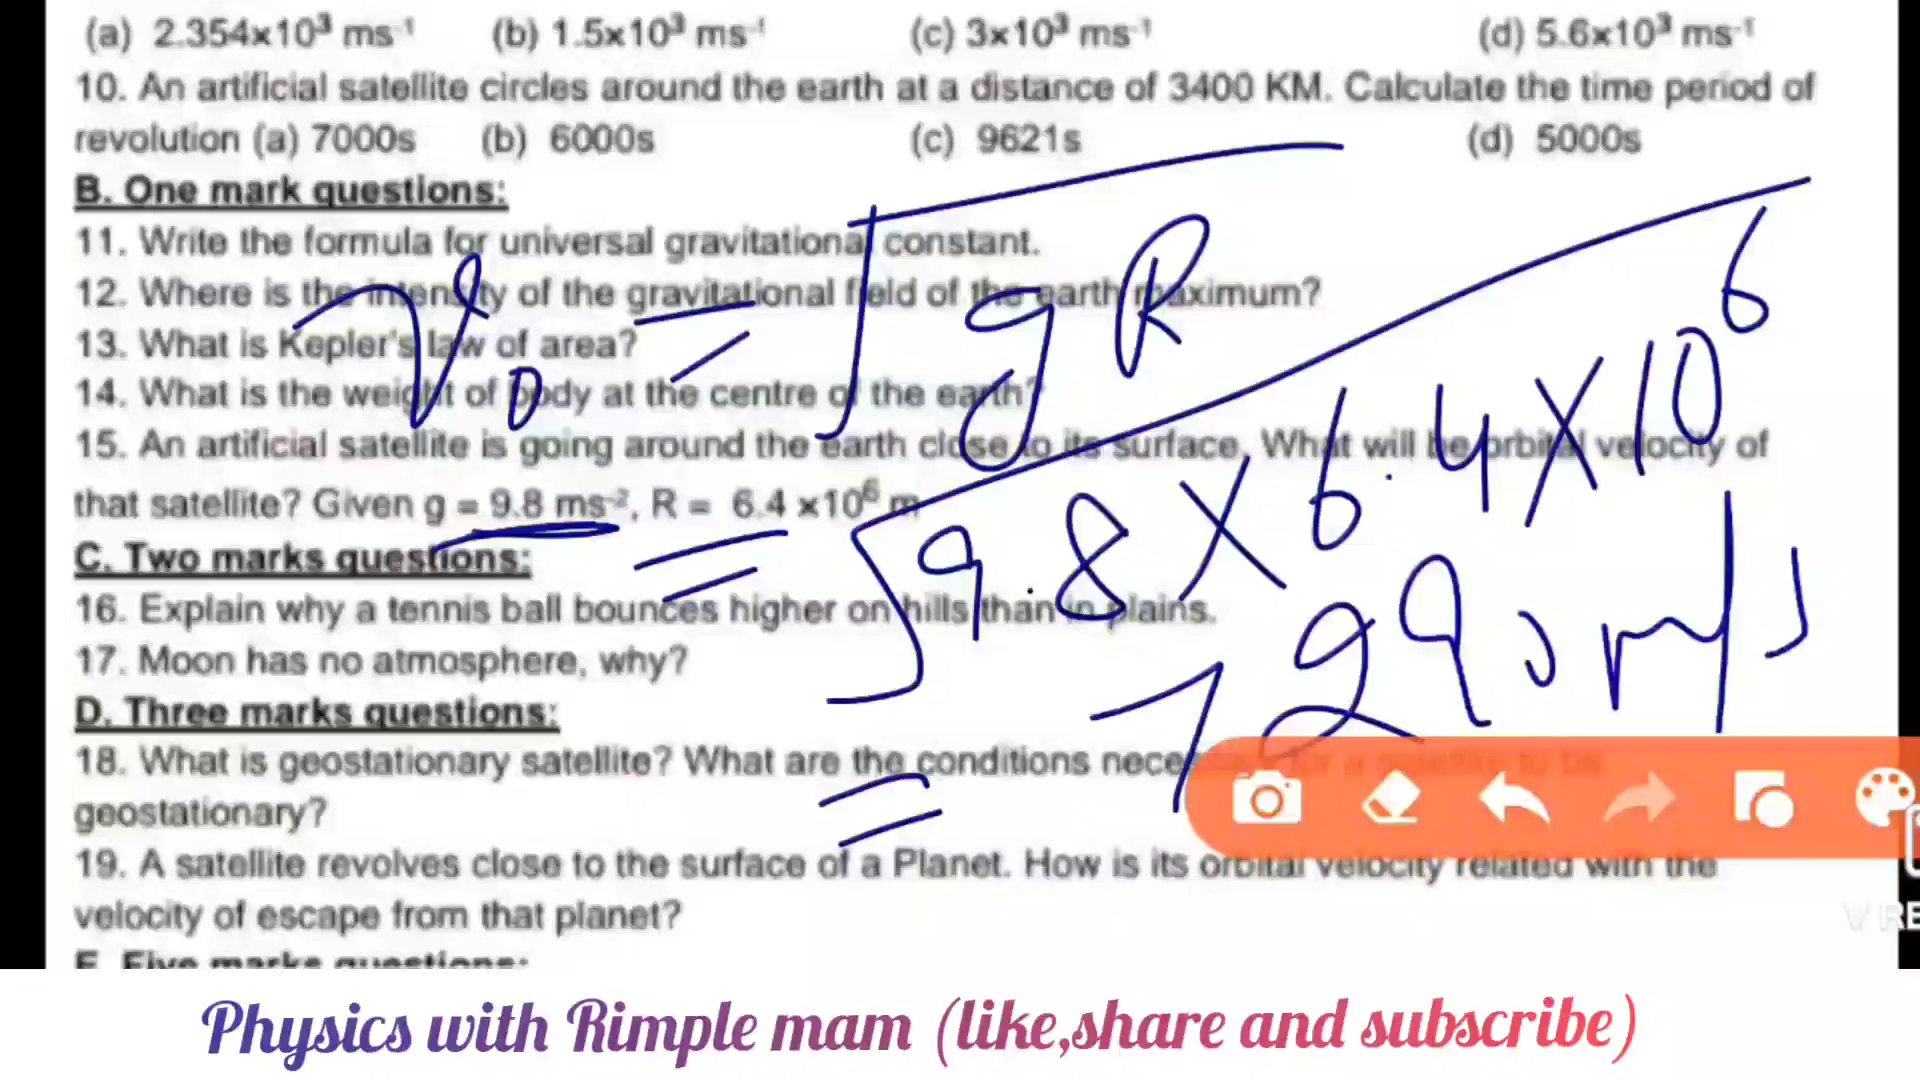 (a) 2.354x10³ ms⁻¹ (b) 1.5x10³ ms⁻¹ (c) 3x10³ ms⁻¹ (d) 5.6x10³ ms⁻¹
10. An artificial satellite circles around the earth at a distance of 3400 KM. Calculate the time period of
revolution (a) 7000s (b) 6000s (c) 9621s (d) 5000s
B. One mark questions:
11. Write the formula for universal gravitational constant.
12. Where is the intensity of the gravitational field of the earth maximum?
13. What is Kepler's law of area?
14. What is the weight of body at the centre of the earth?
15. An artificial satellite is going around the earth close to its surface. What will be orbital velocity of
that satellite? Given g = 9.8 ms⁻², R = 6.4 x10⁶ m
C. Two marks questions:
16. Explain why a tennis ball bounces higher on hills than in plains.
17. Moon has no atmosphere, why?
D. Three marks questions:
18. What is geostationary satellite? What are the conditions necessary for a satellite to be
geostationary?
19. A satellite revolves close to the surface of a Planet. How is its orbital velocity related with the
velocity of escape from that planet?
E. Five marks questions:
v₀ = √gR
= √9.8 X 6.4 X 10⁶
= 7290 m/s
Physics with Rimple mam (like,share and subscribe)